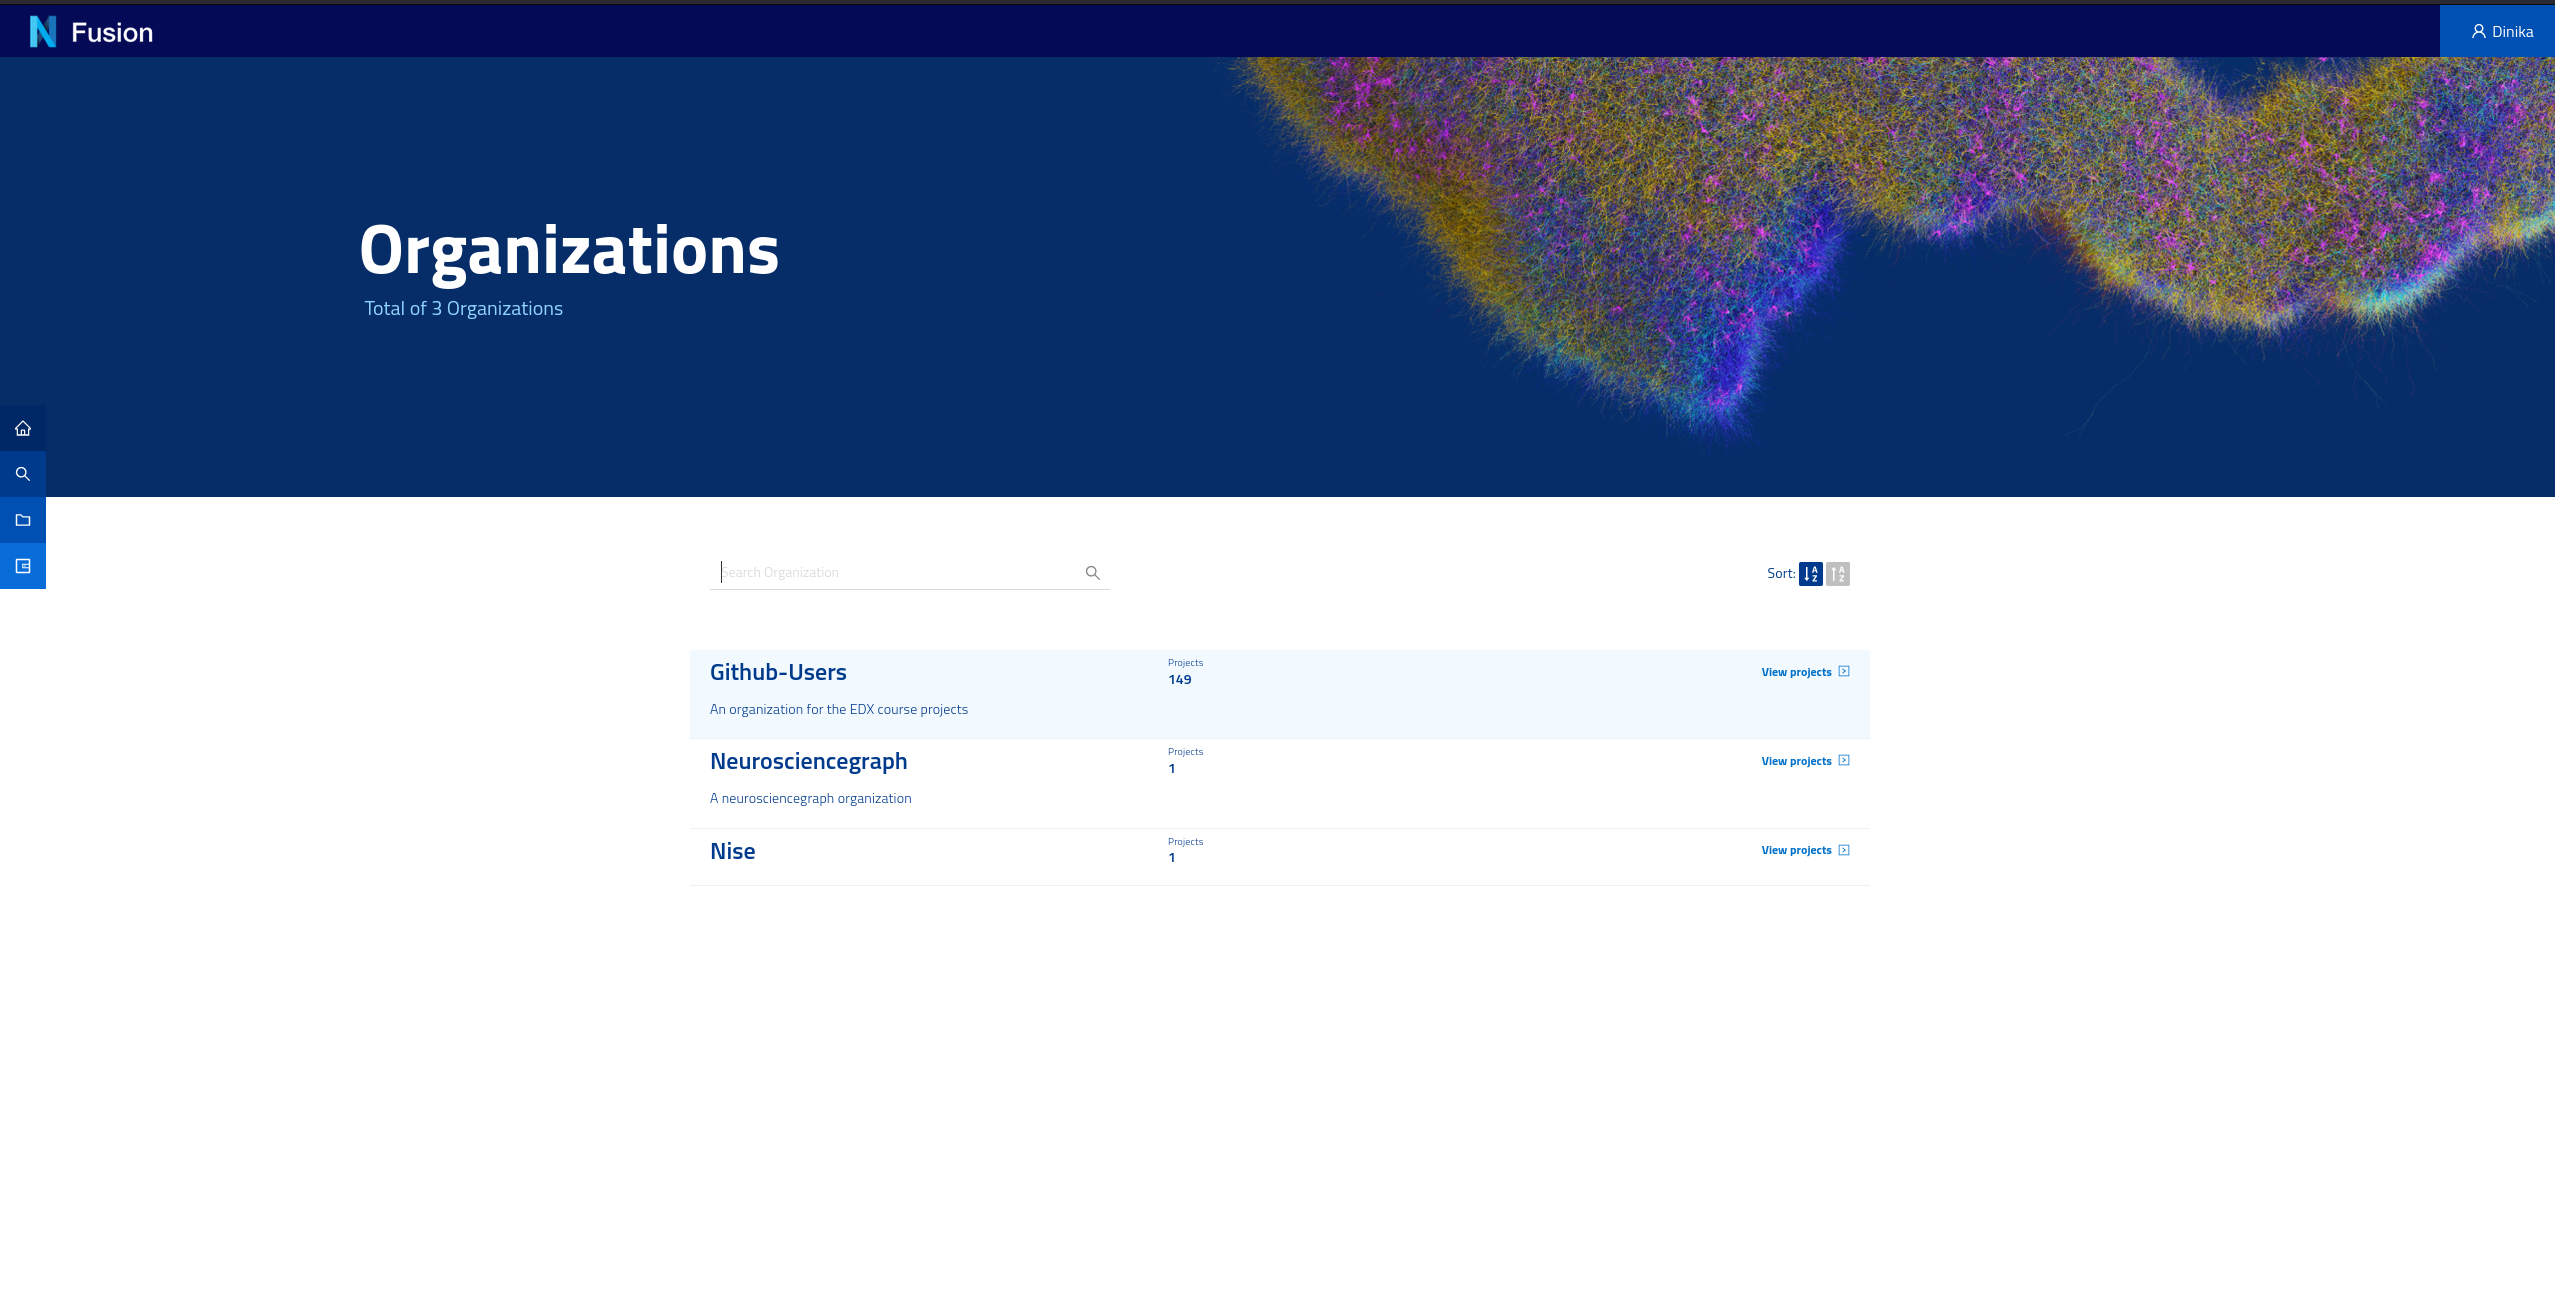 Fusion
Dinika
Organizations
Total of 3 Organizations
Search Organization
Sort:
Github-Users
Projects
149
View projects
An organization for the EDX course projects
Neurosciencegraph
Projects
1
View projects
A neurosciencegraph organization
Nise
Projects
1
View projects